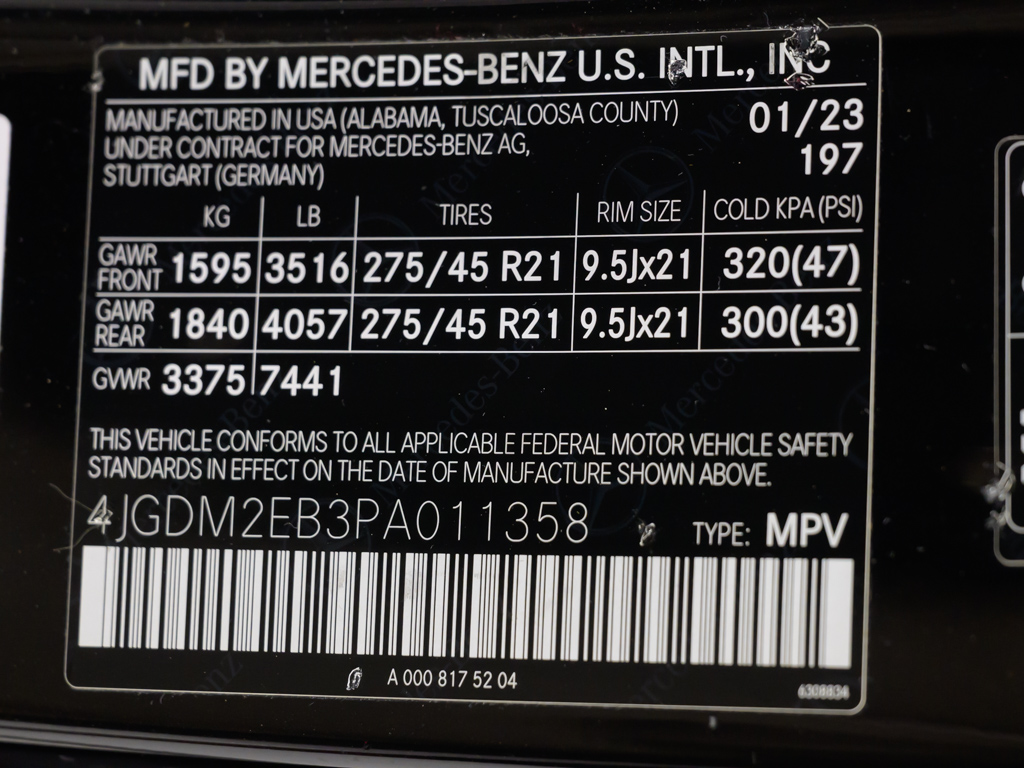 MFD BY MERCEDES-BENZ U.S. INTL., INC
MANUFACTURED IN USA (ALABAMA, TUSCALOOSA COUNTY) 01/23
UNDER CONTRACT FOR MERCEDES-BENZ AG, 197
STUTTGART (GERMANY)
KG LB TIRES RIM SIZE COLD KPA (PSI)
GAWR FRONT 1595 3516 275/45 R21 9.5Jx21 320(47)
GAWR REAR 1840 4057 275/45 R21 9.5Jx21 300(43)
GVWR 3375 7441
THIS VEHICLE CONFORMS TO ALL APPLICABLE FEDERAL MOTOR VEHICLE SAFETY
STANDARDS IN EFFECT ON THE DATE OF MANUFACTURE SHOWN ABOVE.
4JGDM2EB3PA011358 TYPE: MPV
A 000 817 52 04 6308834